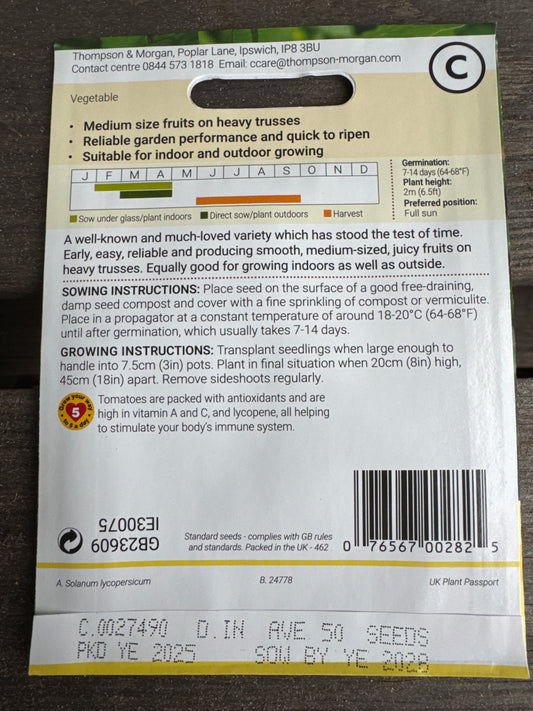 Thompson & Morgan, Poplar Lane, Ipswich, IP8 3BU
Contact centre 0844 573 1818 Email: ccare@thompson-morgan.com
C
Vegetable
• Medium size fruits on heavy trusses
• Reliable garden performance and quick to ripen
• Suitable for indoor and outdoor growing
J F M A M J J A S O N D
Sow under glass/plant indoors Direct sow/plant outdoors Harvest
Germination:
7-14 days (64-68°F)
Plant height:
2m (6.5ft)
Preferred position:
Full sun
A well-known and much-loved variety which has stood the test of time.
Early, easy, reliable and producing smooth, medium-sized, juicy fruits on
heavy trusses. Equally good for growing indoors as well as outside.
SOWING INSTRUCTIONS: Place seed on the surface of a good free-draining,
damp seed compost and cover with a fine sprinkling of compost or vermiculite.
Place in a propagator at a constant temperature of around 18-20°C (64-68°F)
until after germination, which usually takes 7-14 days.
GROWING INSTRUCTIONS: Transplant seedlings when large enough to
handle into 7.5cm (3in) pots. Plant in final situation when 20cm (8in) high,
45cm (18in) apart. Remove sideshoots regularly.
Grow your way
5
to 5 a day
Tomatoes are packed with antioxidants and are
high in vitamin A and C, and lycopene, all helping
to stimulate your body's immune system.
GB23609
IE30075
Standard seeds - complies with GB rules
and standards. Packed in the UK - 462
0 76567 00282 5
A. Solanum lycopersicum
B. 24778
UK Plant Passport
C.0027490 D.IN AVE 50 SEEDS
PKD YE 2025 SOW BY YE 2028